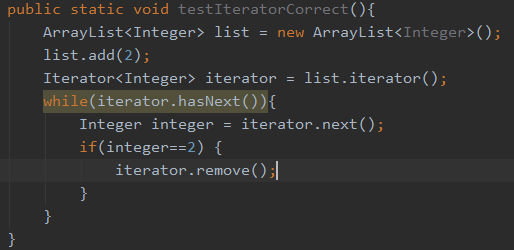 public static void testIteratorCorrect(){
ArrayList<Integer> list = new ArrayList<Integer>();
list.add(2);
Iterator<Integer> iterator = list.iterator();
while(iterator.hasNext()){
Integer integer = iterator.next();
if(integer==2) {
iterator.remove();
}
}
}